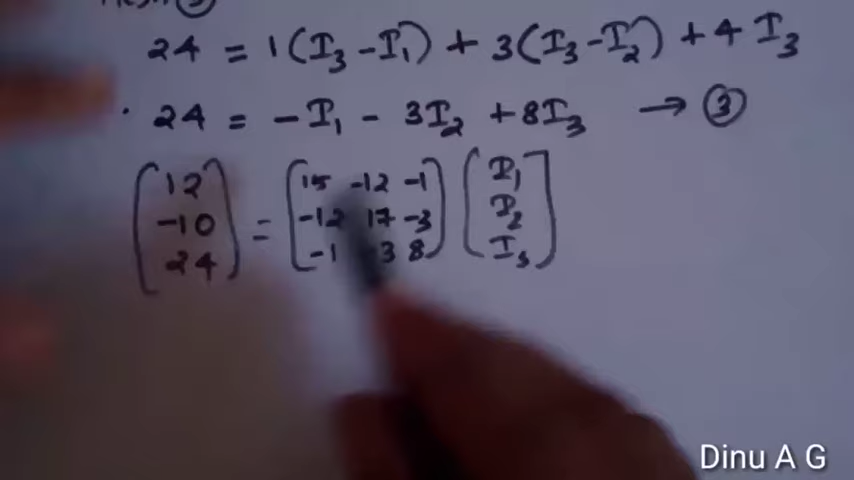 24 = 1(I3 - I1) + 3(I3 - I2) + 4 I3
24 = -I1 - 3I2 + 8I3 → 3
[12 -10 24] = [15 -12 -1 -12 17 -3 -1 -3 8] [I1 I2 I3]
Dinu A G